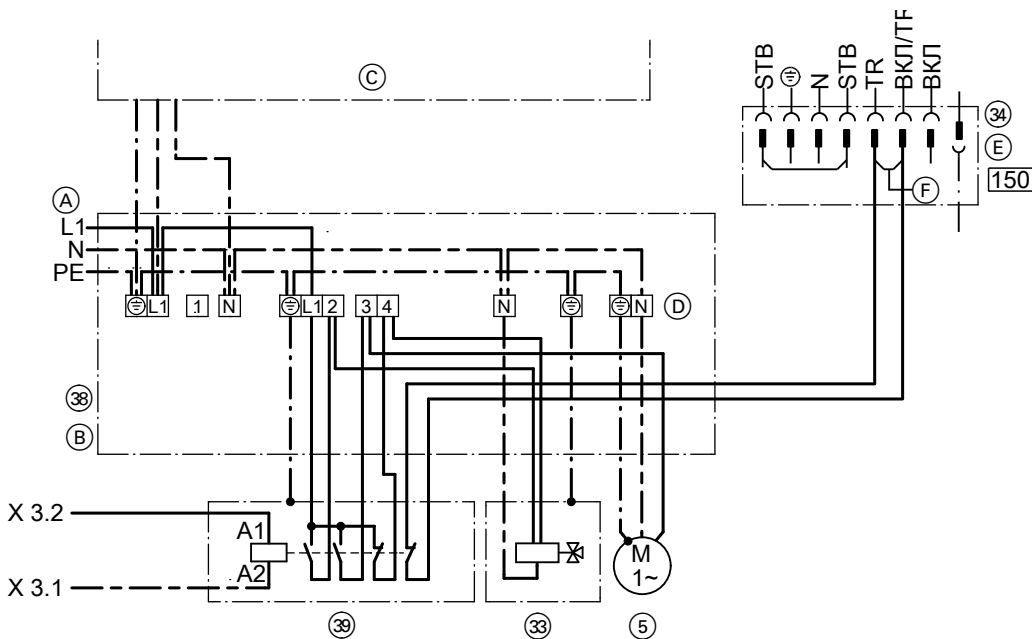 C
STB
N
STB
TR
ВКЛ/TR
ВКЛ
34
E
150
F
A
L1
N
PE
L1
1
N
L1
2
3
4
N
N
D
38
B
X 3.2
A1
A2
X 3.1
M
1~
39
33
5